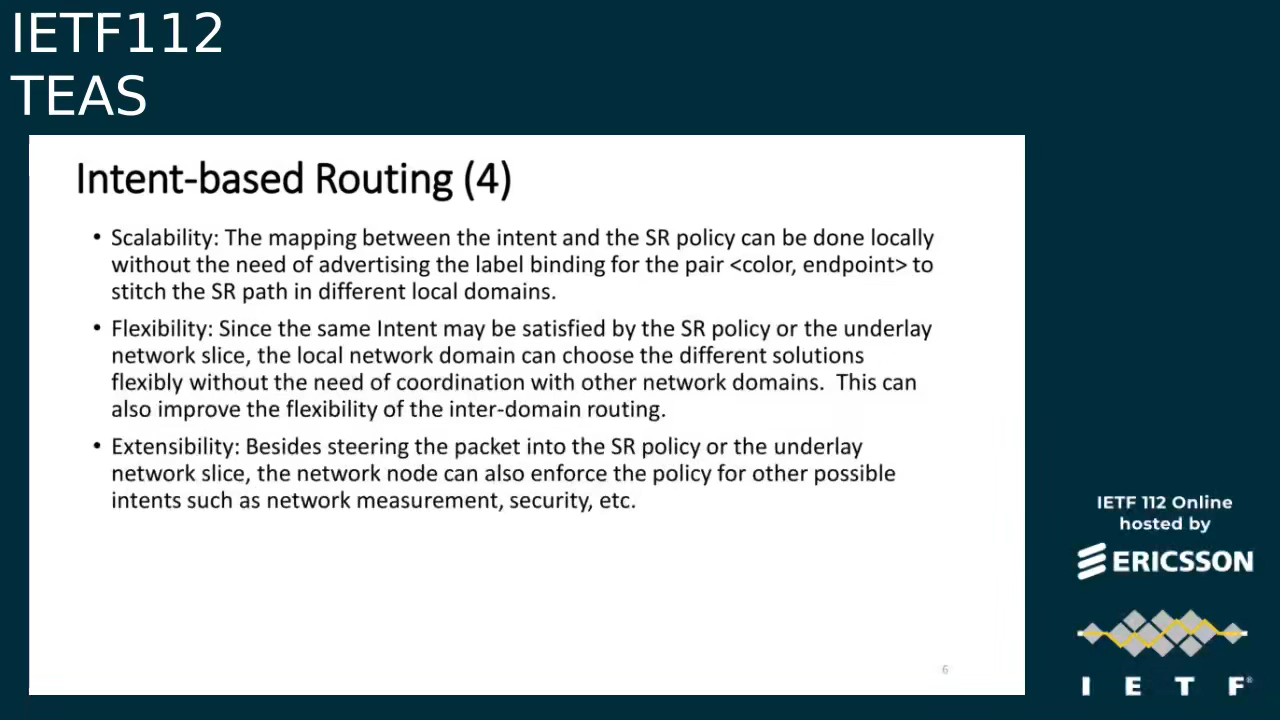 IETF112
TEAS
Intent-based Routing (4)
• Scalability: The mapping between the intent and the SR policy can be done locally
without the need of advertising the label binding for the pair <color, endpoint> to
stitch the SR path in different local domains.
• Flexibility: Since the same Intent may be satisfied by the SR policy or the underlay
network slice, the local network domain can choose the different solutions
flexibly without the need of coordination with other network domains.  This can
also improve the flexibility of the inter-domain routing.
• Extensibility: Besides steering the packet into the SR policy or the underlay
network slice, the network node can also enforce the policy for other possible
intents such as network measurement, security, etc.
6
IETF 112 Online
hosted by
ERICSSON
I E T F®